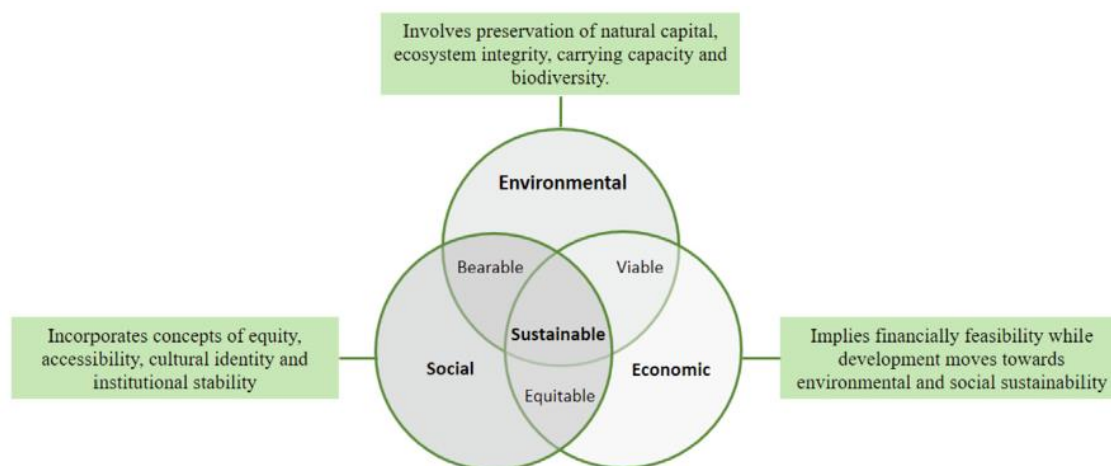 Involves preservation of natural capital,
ecosystem integrity, carrying capacity and
biodiversity.
Environmental
Bearable
Viable
Sustainable
Incorporates concepts of equity,
accessibility, cultural identity and
institutional stability
Social
Economic
Implies financially feasibility while
development moves towards
environmental and social sustainability
Equitable